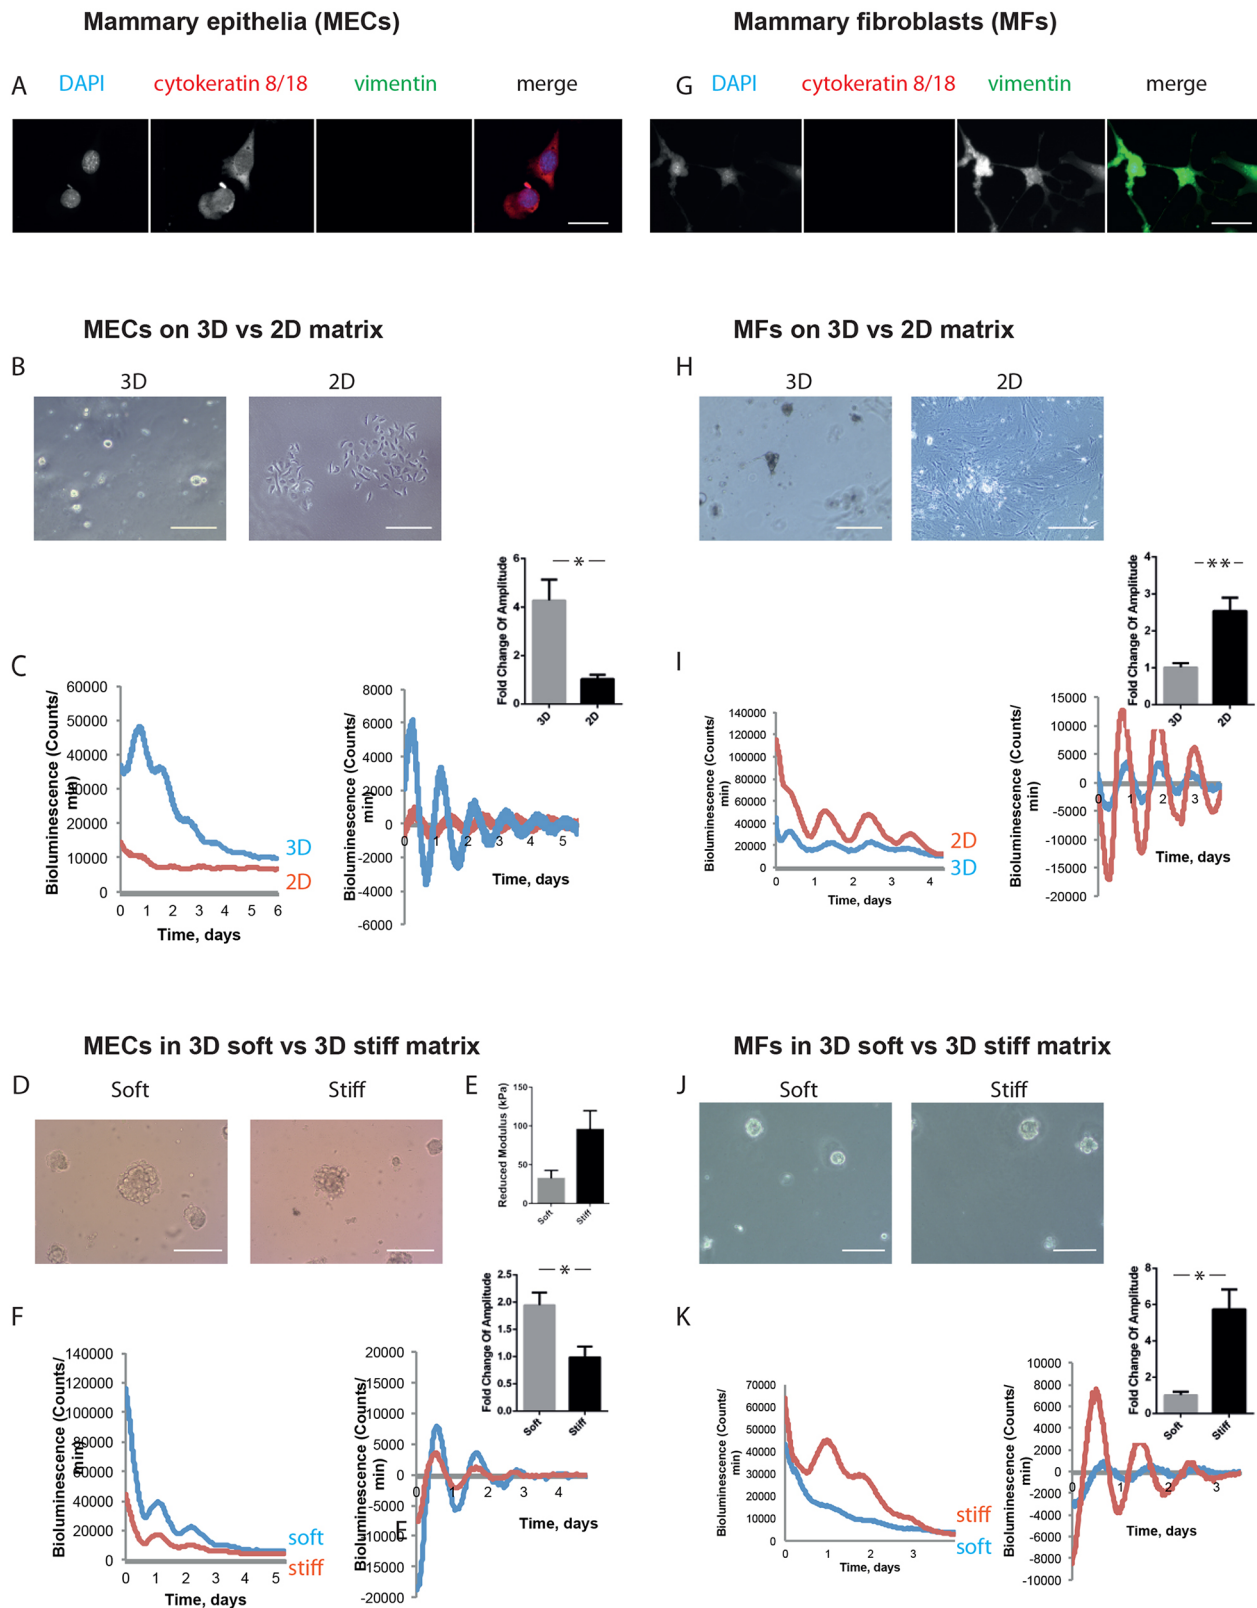 Mammary epithelia (MECs)
A DAPI cytokeratin 8/18 vimentin merge
MECs on 3D vs 2D matrix
B
3D 2D
6
4
2
0
Fold Change Of Amplitude
*
3D 2D
C
60000
50000
40000
30000
20000
10000
0
Bioluminescence (Counts/
min)
3D
2D
0 1 2 3 4 5 6
Time, days
8000
6000
4000
2000
0
-2000
-4000
-6000
Bioluminescence (Counts/
min)
0 1 2 3 4 5
Time, days
MECs in 3D soft vs 3D stiff matrix
D Soft Stiff
E
150
100
50
0
Reduced Modulus (kPa)
Soft Stiff
2.5
2.0
1.5
1.0
0.5
0.0
Fold Change Of Amplitude
*
Soft Stiff
F
140000
120000
100000
80000
60000
40000
20000
0
Bioluminescence (Counts/
min)
soft
stiff
0 1 2 3 4 5
Time, days
20000
15000
10000
5000
0
-5000
-10000
-15000
-20000
Bioluminescence (Counts/
min)
0 1 2 3 4
Time, days
Mammary fibroblasts (MFs)
G DAPI cytokeratin 8/18 vimentin merge
MFs on 3D vs 2D matrix
H
3D 2D
4
3
2
1
0
Fold Change Of Amplitude
**
3D 2D
I
140000
120000
100000
80000
60000
40000
20000
0
Bioluminescence (Counts/
min)
2D
3D
0 1 2 3 4
Time, days
15000
10000
5000
0
-5000
-10000
-15000
-20000
Bioluminescence (Counts/
min)
0 1 2 3
Time, days
MFs in 3D soft vs 3D stiff matrix
J Soft Stiff
8
6
4
2
0
Fold Change Of Amplitude
*
Soft Stiff
K
70000
60000
50000
40000
30000
20000
10000
0
Bioluminescence (Counts/
min)
stiff
soft
0 1 2 3
Time, days
10000
8000
6000
4000
2000
0
-2000
-4000
-6000
-8000
-10000
Bioluminescence (Counts/
min)
0 1 2 3
Time, days